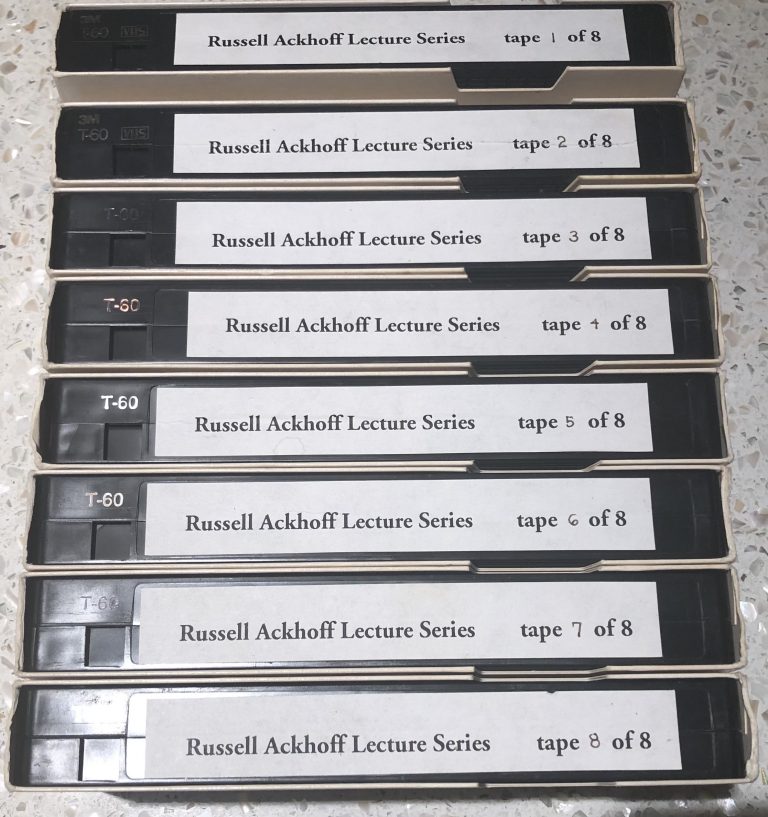 3M
T-60 VHS
Russell Ackhoff Lecture Series tape 1 of 8
3M
T-60 VHS
Russell Ackhoff Lecture Series tape 2 of 8
T-60
Russell Ackhoff Lecture Series tape 3 of 8
T-60
Russell Ackhoff Lecture Series tape 4 of 8
T-60
Russell Ackhoff Lecture Series tape 5 of 8
T-60
Russell Ackhoff Lecture Series tape 6 of 8
T-60
Russell Ackhoff Lecture Series tape 7 of 8
Russell Ackhoff Lecture Series tape 8 of 8